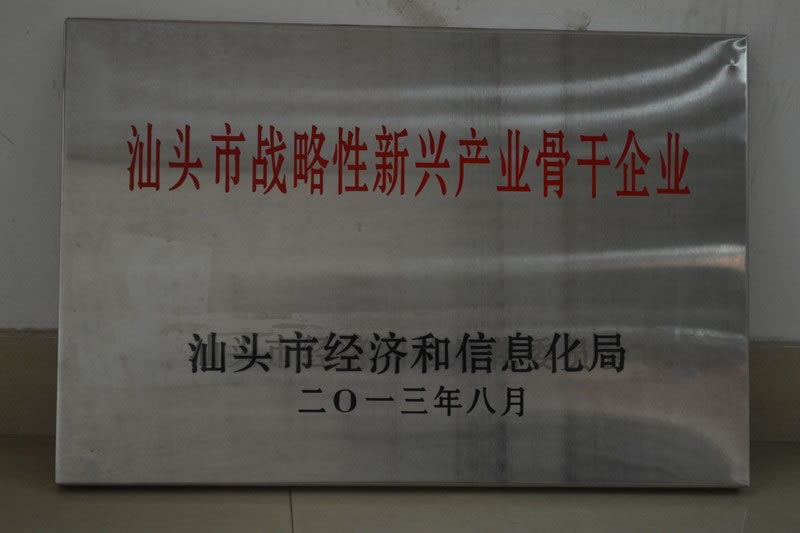 汕头市战略性新兴产业骨干企业
汕头市经济和信息化局
二〇一三年八月